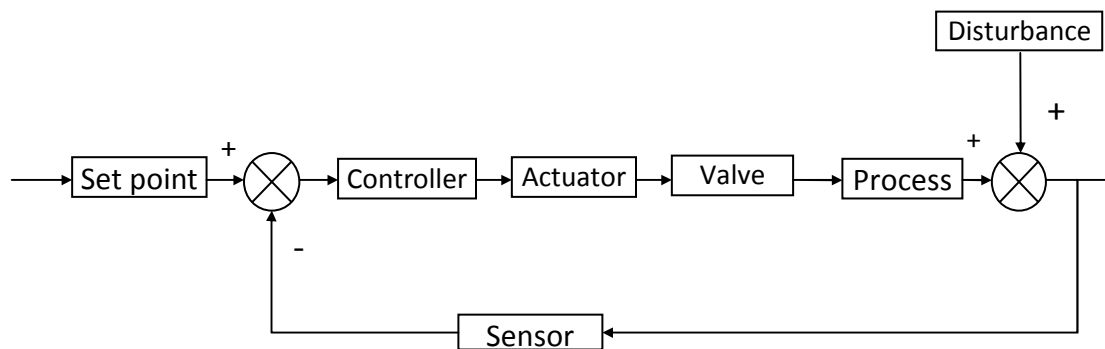 Disturbance
+
+
+
Set point
Controller
Actuator
Valve
Process
-
Sensor